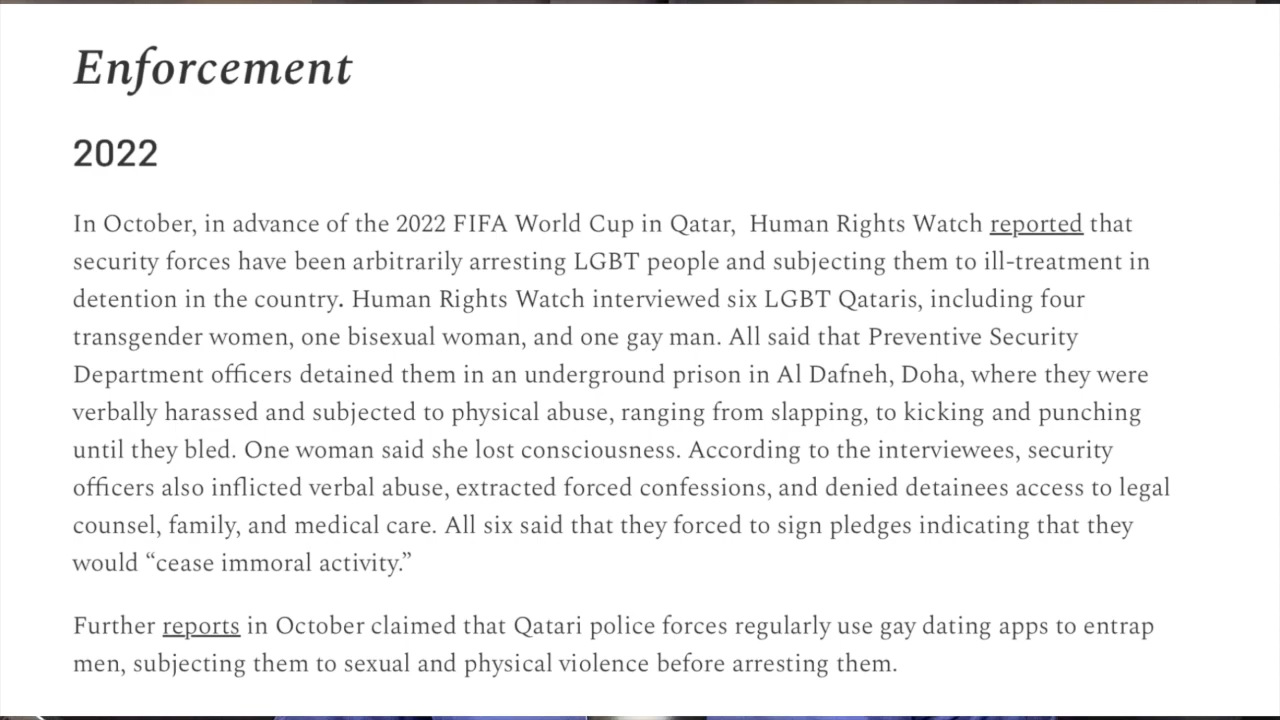 Enforcement
2022
In October, in advance of the 2022 FIFA World Cup in Qatar,  Human Rights Watch reported that
security forces have been arbitrarily arresting LGBT people and subjecting them to ill-treatment in
detention in the country. Human Rights Watch interviewed six LGBT Qataris, including four
transgender women, one bisexual woman, and one gay man. All said that Preventive Security
Department officers detained them in an underground prison in Al Dafneh, Doha, where they were
verbally harassed and subjected to physical abuse, ranging from slapping, to kicking and punching
until they bled. One woman said she lost consciousness. According to the interviewees, security
officers also inflicted verbal abuse, extracted forced confessions, and denied detainees access to legal
counsel, family, and medical care. All six said that they forced to sign pledges indicating that they
would “cease immoral activity.”
Further reports in October claimed that Qatari police forces regularly use gay dating apps to entrap
men, subjecting them to sexual and physical violence before arresting them.